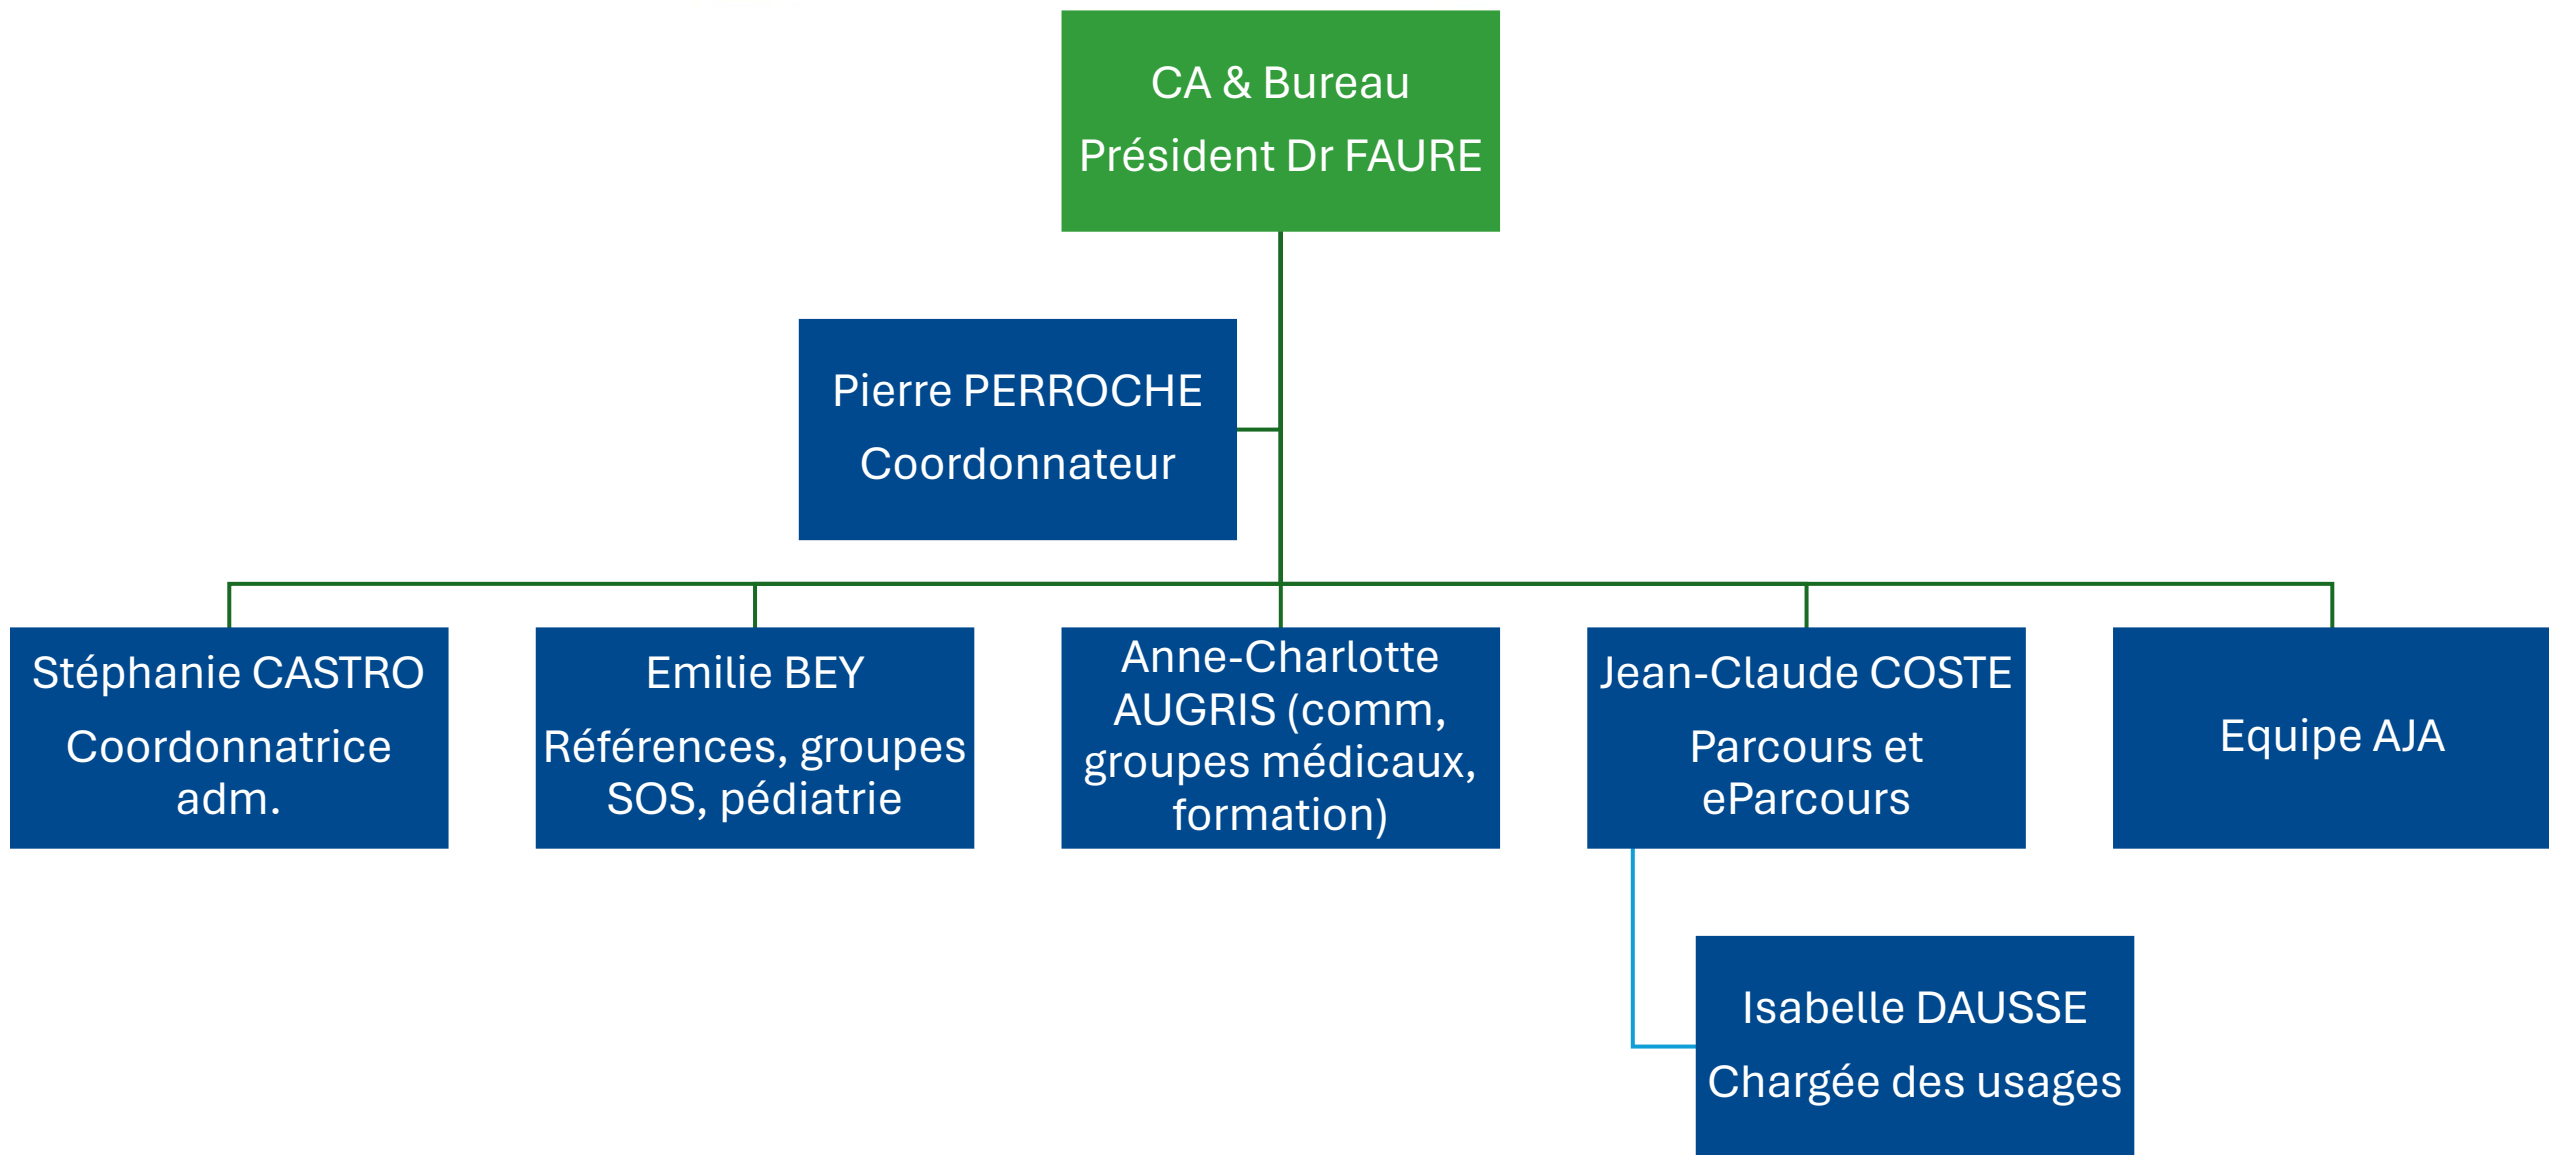 CA & Bureau
Président Dr FAURE
Pierre PERROCHE
Coordonnateur
Stéphanie CASTRO
Coordonnatrice
adm.
Emilie BEY
Références, groupes
SOS, pédiatrie
Anne-Charlotte
AUGRIS (comm,
groupes médicaux,
formation)
Jean-Claude COSTE
Parcours et
eParcours
Equipe AJA
Isabelle DAUSSE
Chargée des usages